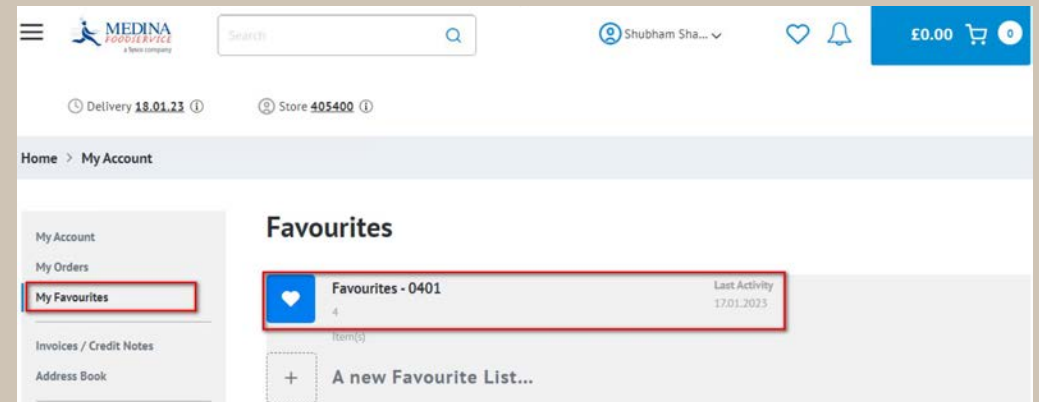 MEDINA
FOODSERVICE
a Sysco company
Search
Shubham Sha...
£0.00
0
Delivery 18.01.23
Store 405400
Home > My Account
My Account
My Orders
My Favourites
Invoices / Credit Notes
Address Book
Favourites
Favourites - 0401
Last Activity
4
17.01.2023
Item(s)
A new Favourite List...